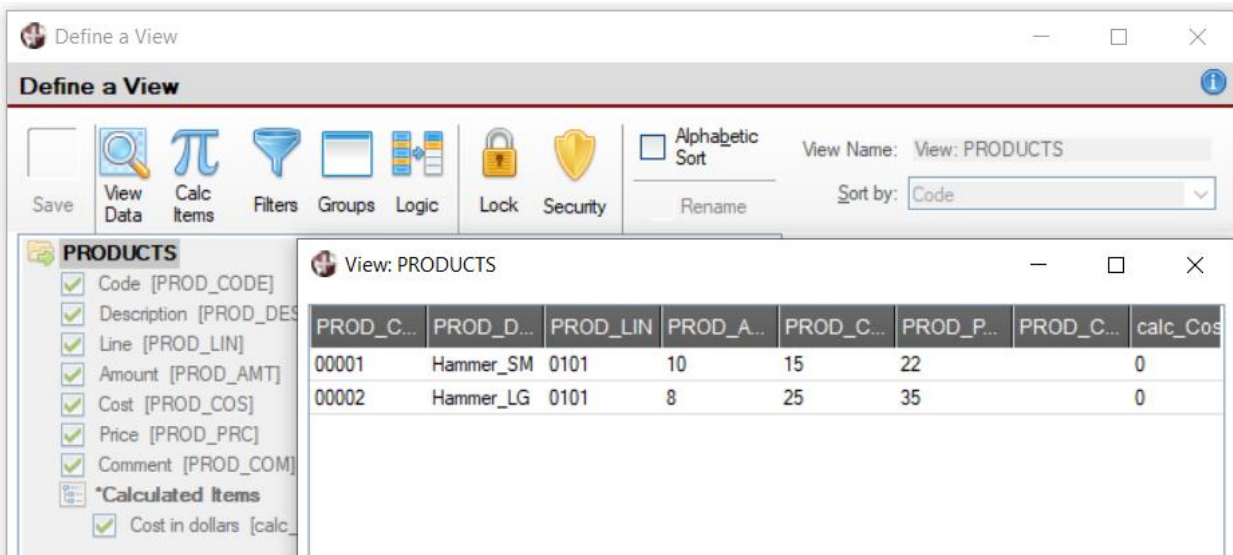 Define a View
Define a View
Alphabetic
Sort
View Name: View: PRODUCTS
Save View Data Calc Items Filters Groups Logic Lock Security
Rename
Sort by: Code
PRODUCTS
Code [PROD_CODE]
Description [PROD_DES
Line [PROD_LIN]
Amount [PROD_AMT]
Cost [PROD_COS]
Price [PROD_PRC]
Comment [PROD_COM]
*Calculated Items
Cost in dollars [calc_
View: PRODUCTS
PROD_C... PROD_D... PROD_LIN PROD_A... PROD_C... PROD_P... PROD_C... calc_Cos
00001 Hammer_SM 0101 10 15 22 0
00002 Hammer_LG 0101 8 25 35 0